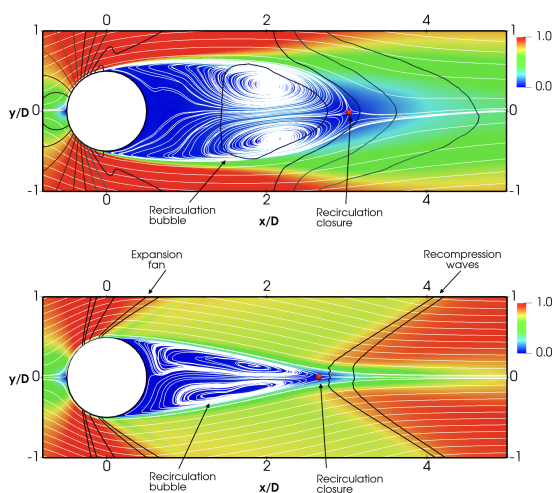 0 2 4
1 1
1.0
y/D 0 0
0.0
-1 -1
0 2 4
Recirculation
bubble
x/D
Recirculation
closure
Expansion
fan
Recompression
waves
0 2 4
1 1
1.0
y/D 0 0
0.0
-1 -1
0 2 4
Recirculation
bubble
x/D
Recirculation
closure